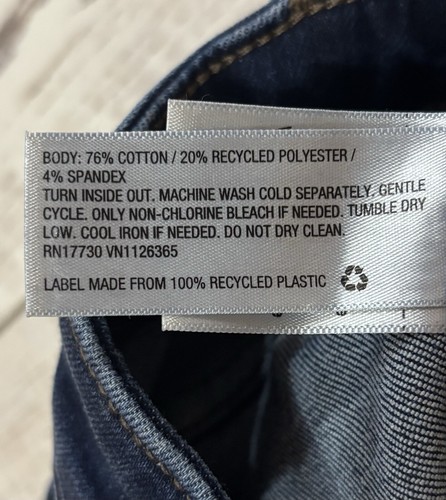 BODY: 76% COTTON / 20% RECYCLED POLYESTER /
4% SPANDEX
TURN INSIDE OUT. MACHINE WASH COLD SEPARATELY. GENTLE
CYCLE. ONLY NON-CHLORINE BLEACH IF NEEDED. TUMBLE DRY
LOW. COOL IRON IF NEEDED. DO NOT DRY CLEAN.
RN17730 VN1126365
LABEL MADE FROM 100% RECYCLED PLASTIC